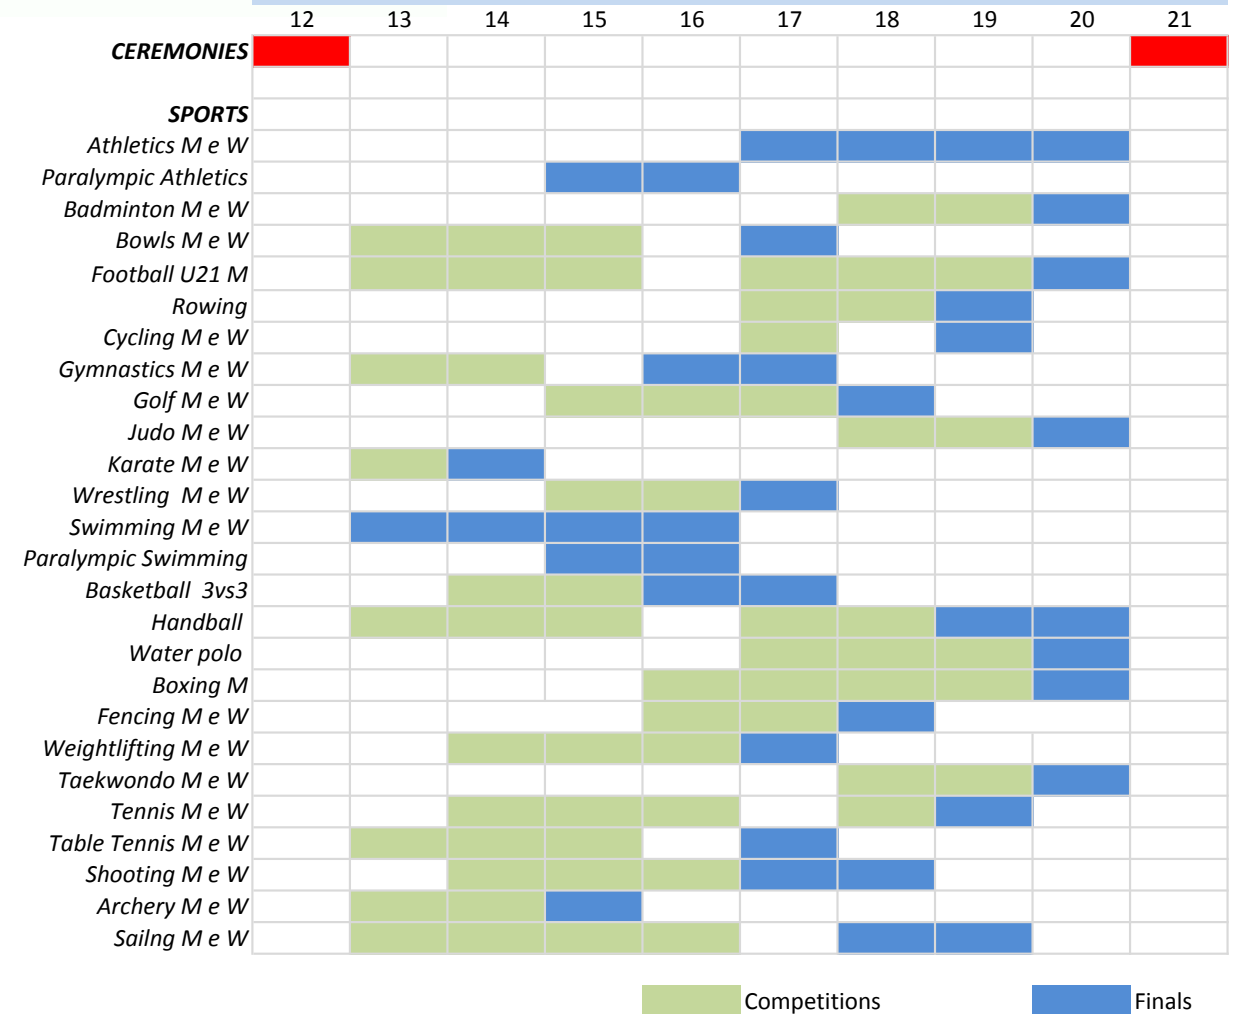 12 13 14 15 16 17 18 19 20 21
CEREMONIES
SPORTS
Athletics M e W
Paralympic Athletics
Badminton M e W
Bowls M e W
Football U21 M
Rowing
Cycling M e W
Gymnastics M e W
Golf M e W
Judo M e W
Karate M e W
Wrestling M e W
Swimming M e W
Paralympic Swimming
Basketball 3vs3
Handball
Water polo
Boxing M
Fencing M e W
Weightlifting M e W
Taekwondo M e W
Tennis M e W
Table Tennis M e W
Shooting M e W
Archery M e W
Sailng M e W
Competitions Finals